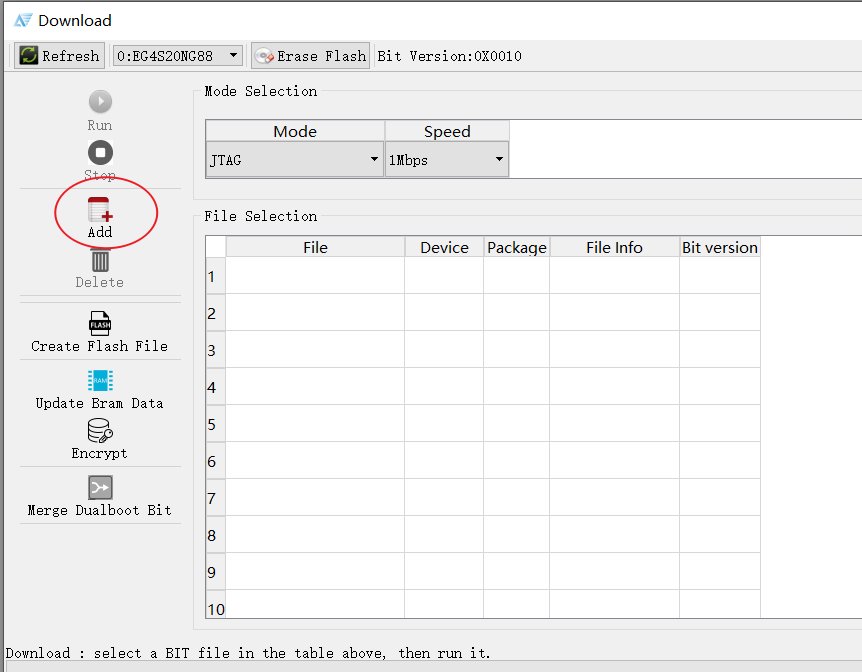 Download
Refresh 0:EG4S20NG88 Erase Flash Bit Version:0X0010
Run
Stop
Add
Delete
Create Flash File
FLASH
Update Bram Data
RAM
Encrypt
Merge Dualboot Bit
Mode Selection
Mode Speed
JTAG 1Mbps
File Selection
File Device Package File Info Bit version
1
2
3
4
5
6
7
8
9
10
Download : select a BIT file in the table above, then run it.